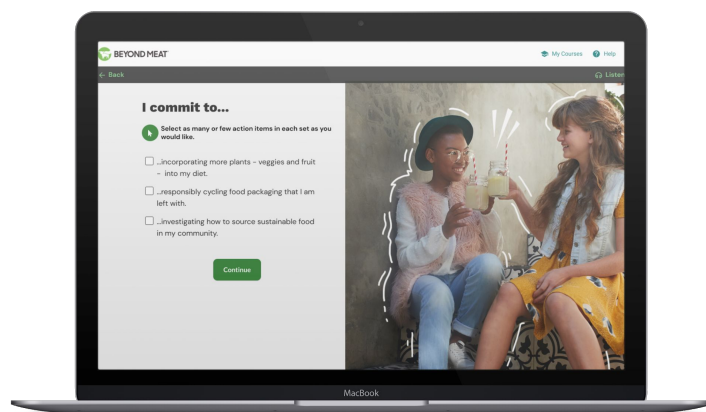 BEYOND MEAT
My Courses
Help
← Back
Listen
I commit to...
Select as many or few action items in each set as you
would like.
...incorporating more plants - veggies and fruit
- into my diet.
...responsibly cycling food packaging that I am
left with.
...investigating how to source sustainable food
in my community.
Continue
MacBook